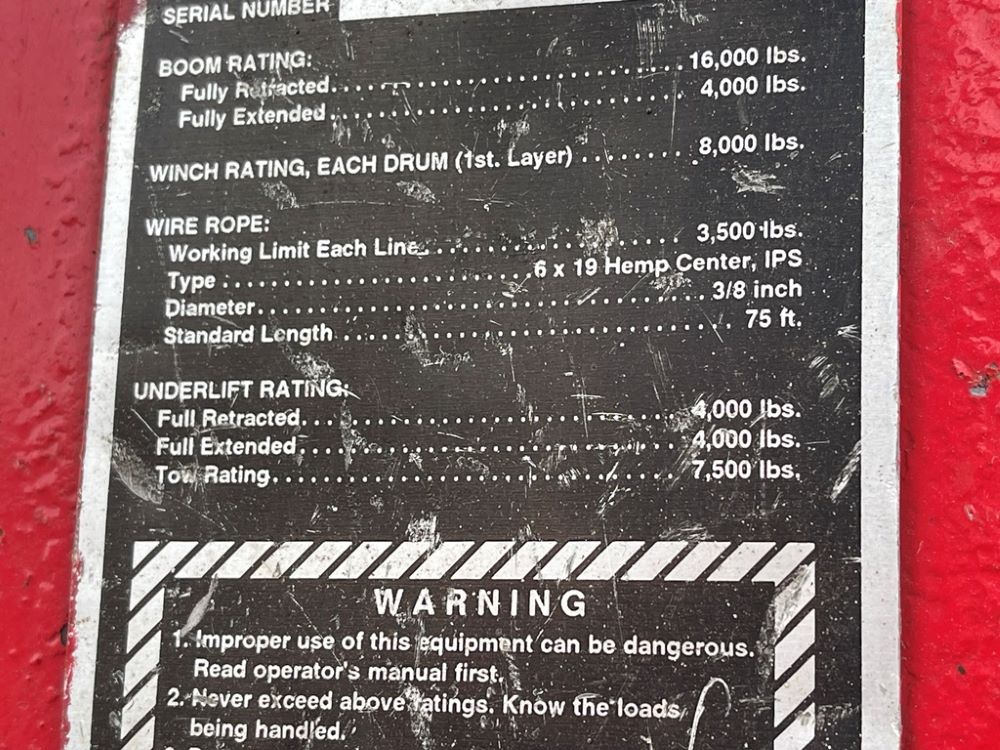 SERIAL NUMBER
BOOM RATING:
Fully Retracted........................................16,000 lbs.
Fully Extended........................................4,000 lbs.
WINCH RATING, EACH DRUM (1st. Layer)..........8,000 lbs.
WIRE ROPE:
Working Limit Each Line........................3,500 lbs.
Type..............................6 x 19 Hemp Center, IPS
Diameter........................................3/8 inch
Standard Length..................................75 ft.
UNDERLIFT RATING:
Full Retracted..................................4,000 lbs.
Full Extended..................................4,000 lbs.
Tow Rating....................................7,500 lbs.
WARNING
1. Improper use of this equipment can be dangerous.
Read operator's manual first.
2. Never exceed above ratings. Know the loads
being handled.